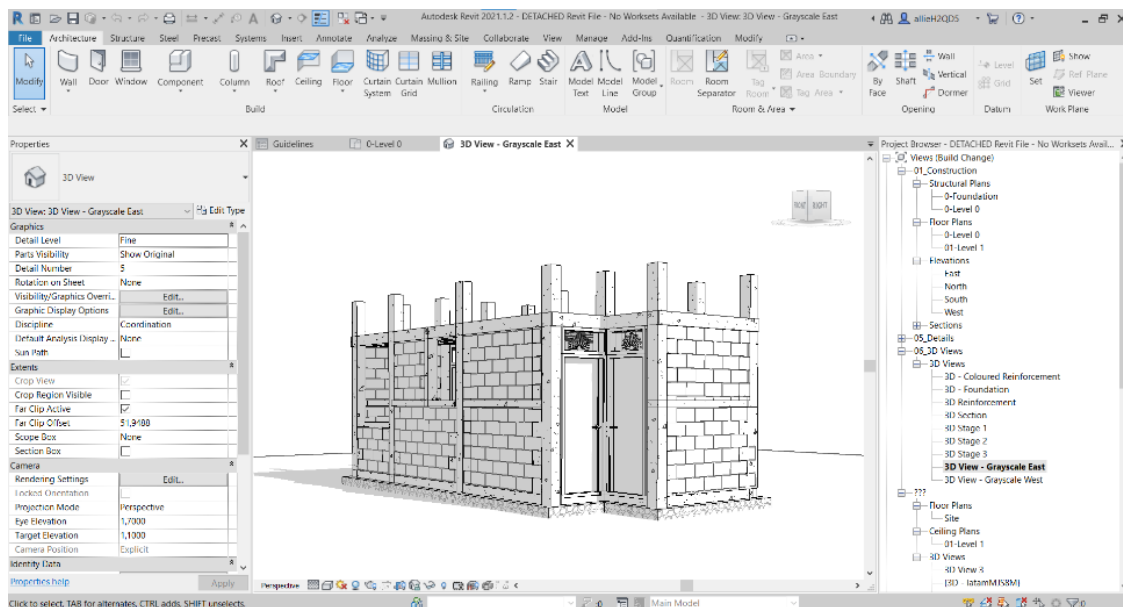 Autodesk Revit 2021.1.2 - DETACHED Revit File - No Worksets Available - 3D View: 3D View - Grayscale East
allieH2QD5
File Architecture Structure Steel Precast Systems Insert Annotate Analyze Massing & Site Collaborate View Manage Add-Ins Quantification Modify
Modify Wall Door Window Component Column Roof Ceiling Floor Curtain System Curtain Grid Mullion Railing Ramp Stair Model Text Model Line Model Group Room Room Separator Tag Room
Area
Area Boundary
Tag Area
By Face Shaft Wall
Vertical
Dormer
Level
Grid
Set
Show
Ref Plane
Viewer
Select Build Circulation Model Room & Area Opening Datum Work Plane
Properties
3D View
3D View: 3D View - Grayscale Edit Type
Graphics
Detail Level Fine
Parts Visibility Show Original
Detail Number 5
Rotation on Sheet None
Visibility/Graphics Overri... Edit...
Graphic Display Options Edit...
Discipline Coordination
Default Analysis Display ... None
Sun Path
Extents
Crop View
Crop Region Visible
Far Clip Active
Far Clip Offset 51,9488
Scope Box None
Section Box
Camera
Rendering Settings Edit...
Locked Orientation
Projection Mode Perspective
Eye Elevation 1,7000
Target Elevation 1,1000
Camera Position Explicit
Identity Data
Properties help Apply
Guidelines 0-Level 0 3D View - Grayscale East
RIGHT
Perspective
Project Browser - DETACHED Revit File - No Worksets Avail...
Views (Build Change)
01_Construction
Structural Plans
0-Foundation
0-Level 0
Floor Plans
0-Level 0
01-Level 1
Elevations
East
North
South
West
Sections
05_Details
06_3D Views
3D Views
3D - Coloured Reinforcement
3D - Foundation
3D Reinforcement
3D Section
3D Stage 1
3D Stage 2
3D Stage 3
3D View - Grayscale East
3D View - Grayscale West
???
Floor Plans
Site
Ceiling Plans
01-Level 1
3D Views
3D View 3
Click to select, TAB for alternates, CTRL adds, SHIFT unselects.
:0 Main Model